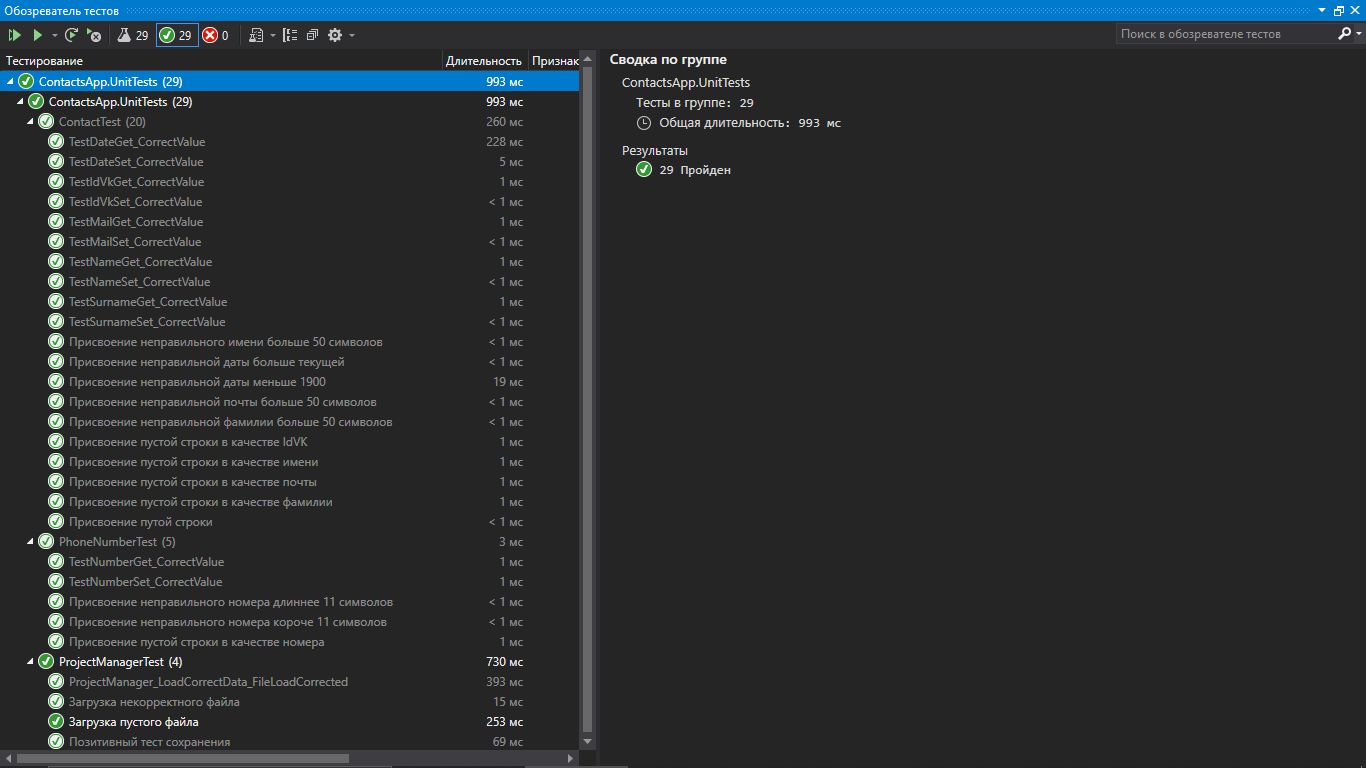 Обозреватель тестов
29 29 0
Поиск в обозревателе тестов
Тестирование Длительность Признак
ContactsApp.UnitTests (29) 993 мс
ContactsApp.UnitTests (29) 993 мс
ContactTest (20) 260 мс
TestDateGet_CorrectValue 228 мс
TestDateSet_CorrectValue 5 мс
TestIdVkGet_CorrectValue 1 мс
TestIdVkSet_CorrectValue < 1 мс
TestMailGet_CorrectValue 1 мс
TestMailSet_CorrectValue < 1 мс
TestNameGet_CorrectValue 1 мс
TestNameSet_CorrectValue < 1 мс
TestSurnameGet_CorrectValue 1 мс
TestSurnameSet_CorrectValue < 1 мс
Присвоение неправильного имени больше 50 символов < 1 мс
Присвоение неправильной даты больше текущей < 1 мс
Присвоение неправильной даты меньше 1900 19 мс
Присвоение неправильной почты больше 50 символов < 1 мс
Присвоение неправильной фамилии больше 50 символов < 1 мс
Присвоение пустой строки в качестве IdVK 1 мс
Присвоение пустой строки в качестве имени 1 мс
Присвоение пустой строки в качестве почты 1 мс
Присвоение пустой строки в качестве фамилии 1 мс
Присвоение путой строки < 1 мс
PhoneNumberTest (5) 3 мс
TestNumberGet_CorrectValue 1 мс
TestNumberSet_CorrectValue 1 мс
Присвоение неправильного номера длиннее 11 символов < 1 мс
Присвоение неправильного номера короче 11 символов < 1 мс
Присвоение пустой строки в качестве номера 1 мс
ProjectManagerTest (4) 730 мс
ProjectManager_LoadCorrectData_FileLoadCorrected 393 мс
Загрузка некорректного файла 15 мс
Загрузка пустого файла 253 мс
Позитивный тест сохранения 69 мс
Сводка по группе
ContactsApp.UnitTests
Тесты в группе: 29
Общая длительность: 993 мс
Результаты
29 Пройден